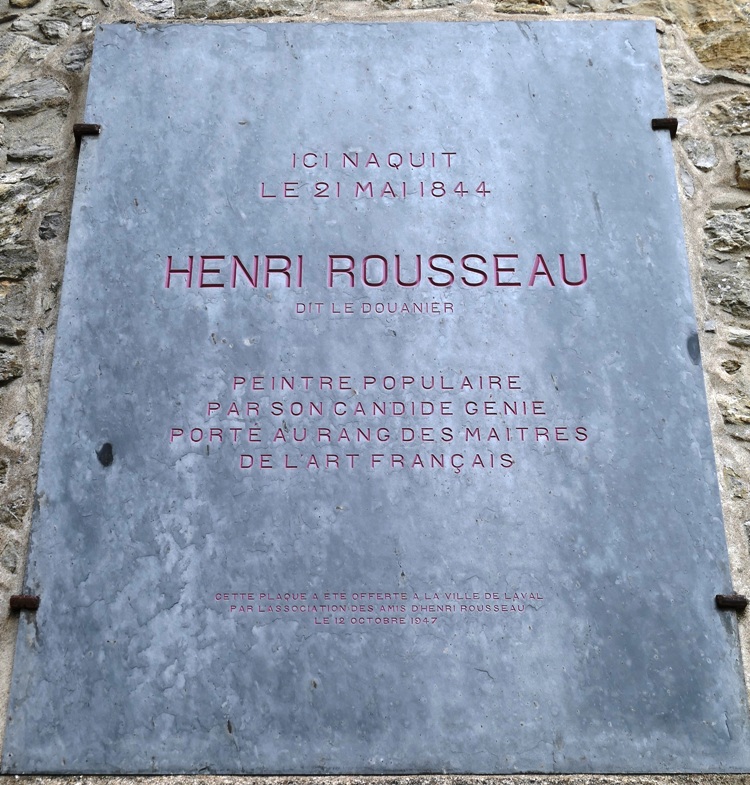 ICI NAQUIT
LE 21 MAI 1844
HENRI ROUSSEAU
DIT LE DOUANIER
PEINTRE POPULAIRE
PAR SON CANDIDE GÉNIE
PORTÉ AU RANG DES MAITRES
DE L'ART FRANÇAIS
CETTE PLAQUE A ETE OFFERTE A LA VILLE DE LAVAL
PAR L'ASSOCIATION DES AMIS D'HENRI ROUSSEAU
LE 12 OCTOBRE 1947